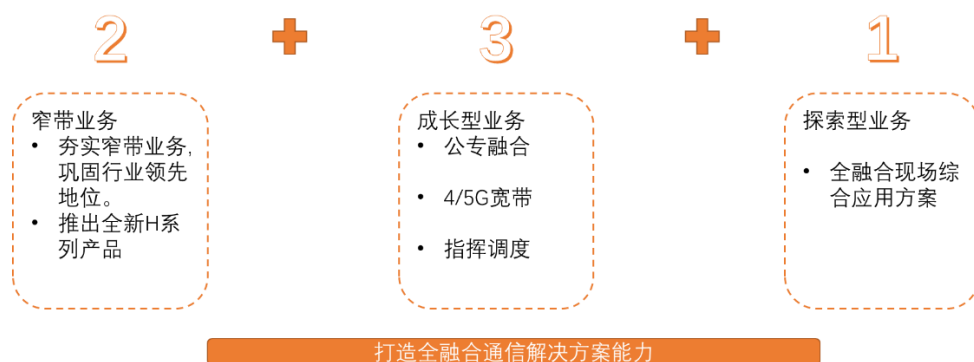 2 + 3 + 1
窄带业务
• 夯实窄带业务,
巩固行业领先
地位。
• 推出全新H系
列产品
成长型业务
• 公专融合
• 4/5G宽带
• 指挥调度
探索型业务
• 全融合现场综
合应用方案
打造全融合通信解决方案能力